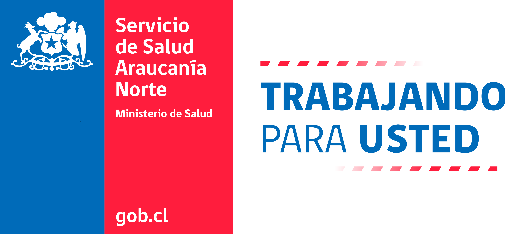 Servicio
de Salud
Araucanía
Norte
Ministerio de Salud
gob.cl
TRABAJANDO
PARA USTED